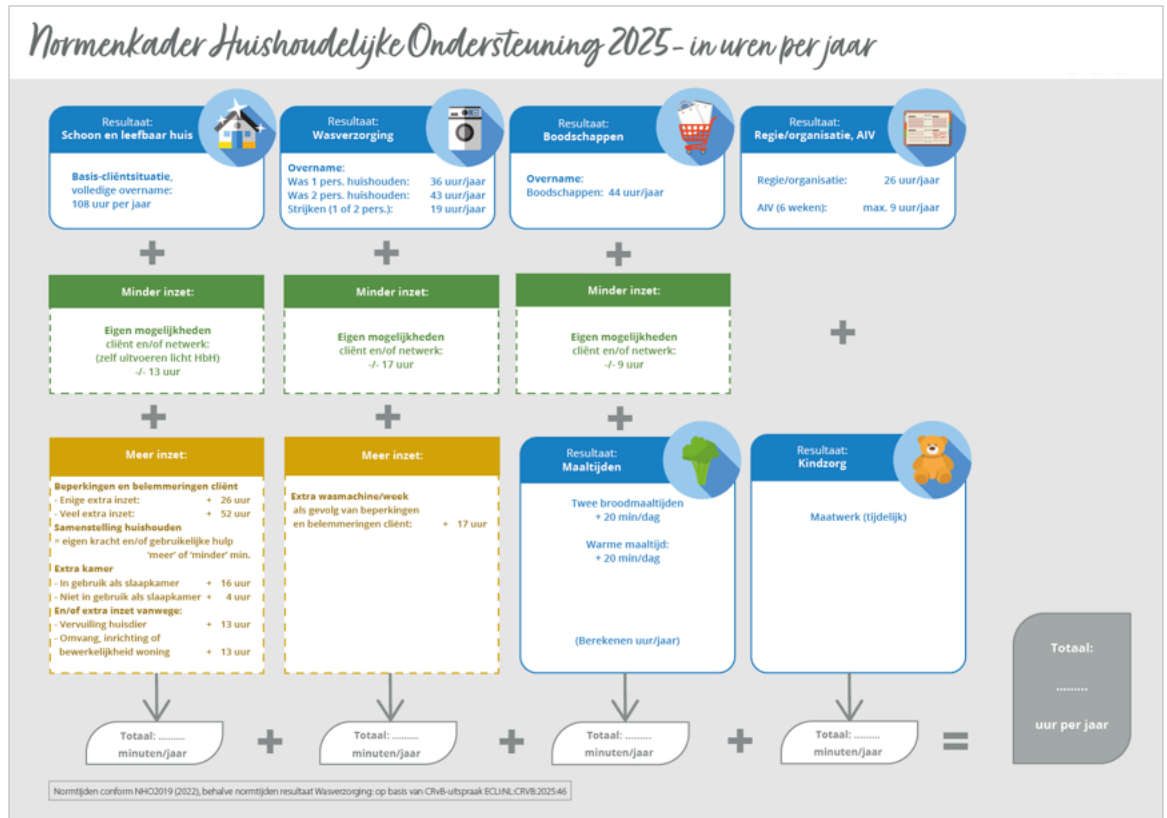 Normenkader Huishoudelijke Ondersteuning 2025 - in uren per jaar
Resultaat:
Schoon en leefbaar huis
Basis-cliëntsituatie,
volledige overname:
108 uur per jaar
Resultaat:
Wasverzorging
Overname:
Was 1 pers. huishouden: 36 uur/jaar
Was 2 pers. huishouden: 43 uur/jaar
Strijken (1 of 2 pers.): 19 uur/jaar
Resultaat:
Boodschappen
Overname:
Boodschappen: 44 uur/jaar
Resultaat:
Regie/organisatie, AIV
Regie/organisatie: 26 uur/jaar
AIV (6 weken): max. 9 uur/jaar
+ + +
Minder inzet:
Eigen mogelijkheden
cliënt en/of netwerk:
(zelf uitvoeren licht HbH)
-/- 13 uur
Minder inzet:
Eigen mogelijkheden
cliënt en/of netwerk:
-/- 17 uur
Minder inzet:
Eigen mogelijkheden
cliënt en/of netwerk:
-/- 9 uur
+
+ + +
Meer inzet:
Beperkingen en belemmeringen cliënt
- Enige extra inzet: + 26 uur
- Veel extra inzet: + 52 uur
Samenstelling huishouden
= eigen kracht en/of gebruikelijke hulp
'meer' of 'minder' min.
Extra kamer
- In gebruik als slaapkamer + 16 uur
- Niet in gebruik als slaapkamer + 4 uur
En/of extra inzet vanwege:
- Vervuiling huisdier + 13 uur
- Omvang, inrichting of
bewerkelijkheid woning + 13 uur
Meer inzet:
Extra wasmachine/week
als gevolg van beperkingen
en belemmeringen cliënt: + 17 uur
Resultaat:
Maaltijden
Twee broodmaaltijden
+ 20 min/dag
Warme maaltijd:
+ 20 min/dag
(Berekenen uur/jaar)
Resultaat:
Kindzorg
Maatwerk (tijdelijk)
Totaal: .........
minuten/jaar
+
Totaal: .........
minuten/jaar
+
Totaal: .........
minuten/jaar
+
Totaal: .........
minuten/jaar
=
Totaal:
.........
uur per jaar
Normtijden conform NHO2019 (2022), behalve normtijden resultaat Wasverzorging: op basis van CRvB-uitspraak ECLI:NL:CRVB:2025:46